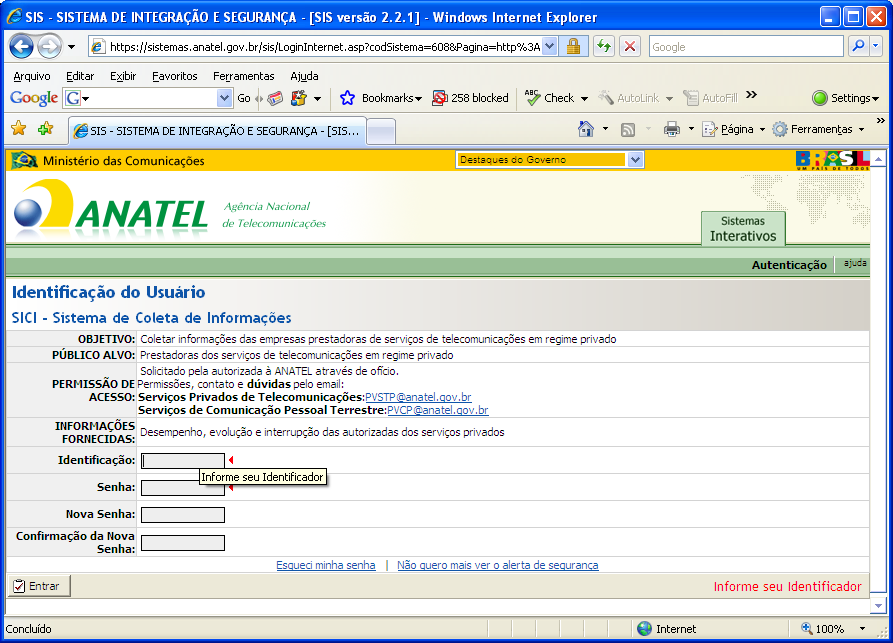 SIS - SISTEMA DE INTEGRAÇÃO E SEGURANÇA - [SIS versão 2.2.1] - Windows Internet Explorer
https://sistemas.anatel.gov.br/sis/LoginInternet.asp?codSistema=608&Pagina=http%3A
Google
Arquivo Editar Exibir Favoritos Ferramentas Ajuda
Google G Go Bookmarks 258 blocked ABC Check AutoLink AutoFill » Settings
SIS - SISTEMA DE INTEGRAÇÃO E SEGURANÇA - [SIS... Página Ferramentas »
Ministério das Comunicações Destaques do Governo BRASIL
UM PAÍS DE TODOS
ANATEL
Agência Nacional
de Telecomunicações
Sistemas
Interativos
Autenticação ajuda
Identificação do Usuário
SICI - Sistema de Coleta de Informações
OBJETIVO: Coletar informações das empresas prestadoras de serviços de telecomunicações em regime privado
PÚBLICO ALVO: Prestadoras dos serviços de telecomunicações em regime privado
PERMISSÃO DE ACESSO: Solicitado pela autorizada à ANATEL através de ofício.
Permissões, contato e dúvidas pelo email:
Serviços Privados de Telecomunicações:PVSTP@anatel.gov.br
Serviços de Comunicação Pessoal Terrestre:PVCP@anatel.gov.br
INFORMAÇÕES FORNECIDAS: Desempenho, evolução e interrupção das autorizadas dos serviços privados
Identificação:
Informe seu Identificador
Senha:
Nova Senha:
Confirmação da Nova Senha:
Esqueci minha senha | Não quero mais ver o alerta de segurança
Entrar Informe seu Identificador
Concluído Internet 100%